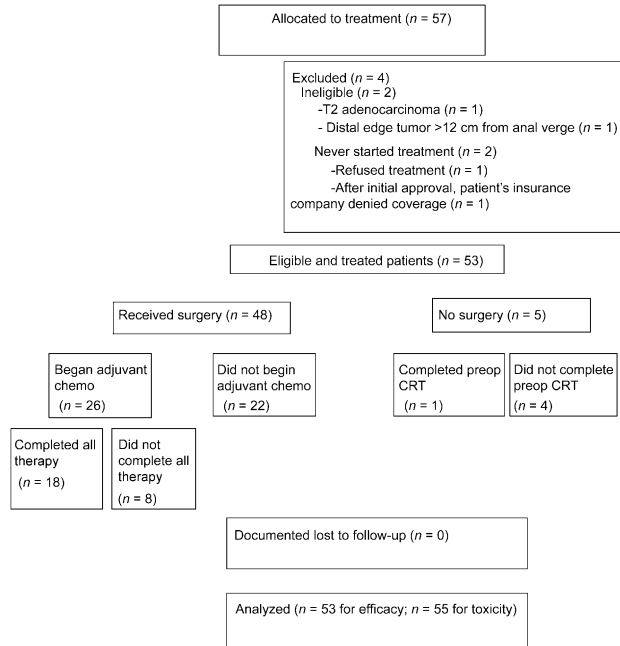 Allocated to treatment (n = 57)
Excluded (n = 4)
Ineligible (n = 2)
-T2 adenocarcinoma (n = 1)
- Distal edge tumor >12 cm from anal verge (n = 1)
Never started treatment (n = 2)
-Refused treatment (n = 1)
-After initial approval, patient's insurance
company denied coverage (n = 1)
Eligible and treated patients (n = 53)
Received surgery (n = 48)
No surgery (n = 5)
Began adjuvant
chemo
(n = 26)
Did not begin
adjuvant chemo
(n = 22)
Completed preop
CRT
(n = 1)
Did not complete
preop CRT
(n = 4)
Completed all
therapy
(n = 18)
Did not
complete all
therapy
(n = 8)
Documented lost to follow-up (n = 0)
Analyzed (n = 53 for efficacy; n = 55 for toxicity)